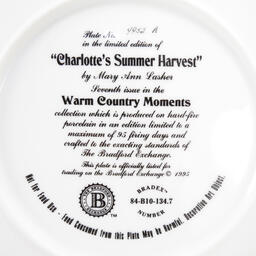 Plate No. 9952 A
in the limited edition of
"Charlotte's Summer Harvest"
by Mary Ann Lasher
Seventh issue in the
Warm Country Moments
collection which is produced on hard-fire
porcelain in an edition limited to a
maximum of 95 firing days and
crafted to the exacting standards of
The Bradford Exchange.
This plate is officially listed for
trading on the Bradford Exchange © 1995
THE BRADFORD
B
EXCHANGE
TM
BRADEX
84-B10-134.7
NUMBER
Not For Food Use - Food Consumed from this Plate May be Harmful. Decorative Art Object.